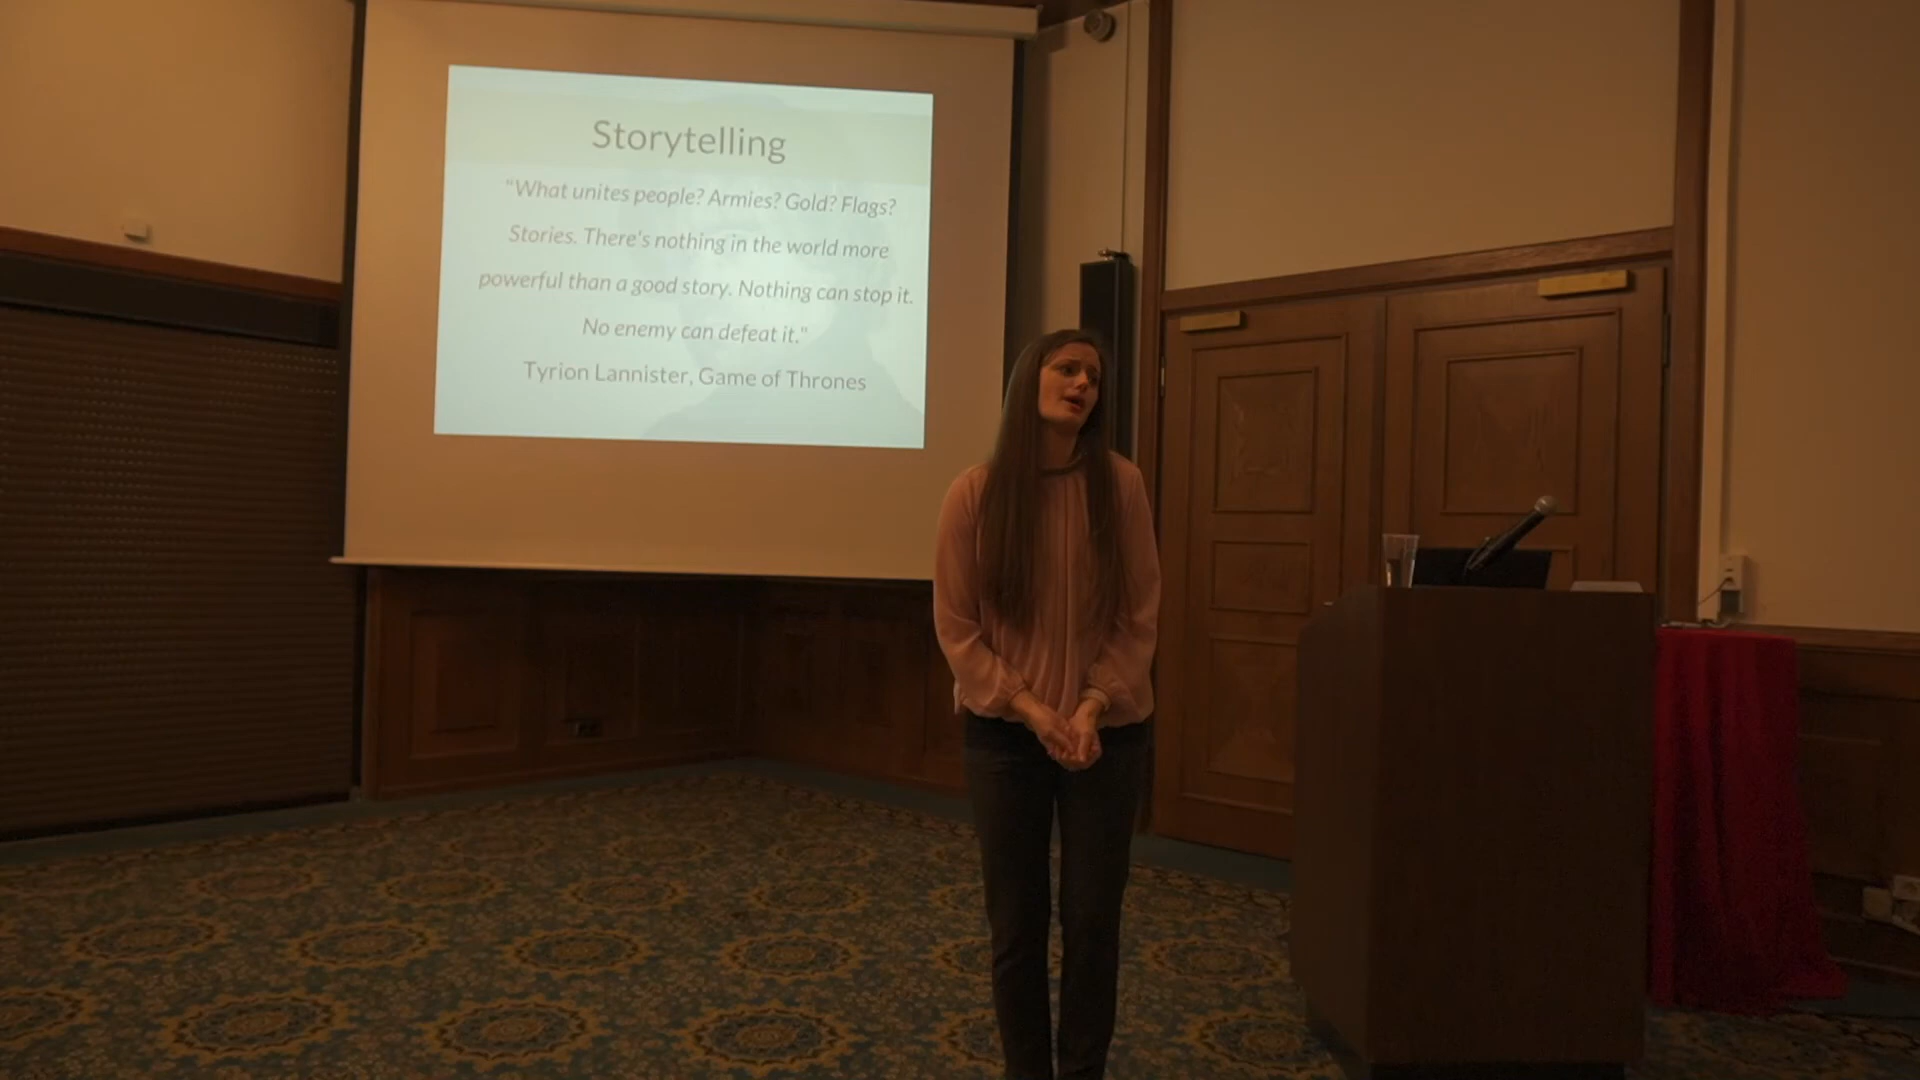 Storytelling
"What unites people? Armies? Gold? Flags?
Stories. There's nothing in the world more
powerful than a good story. Nothing can stop it.
No enemy can defeat it."
Tyrion Lannister, Game of Thrones